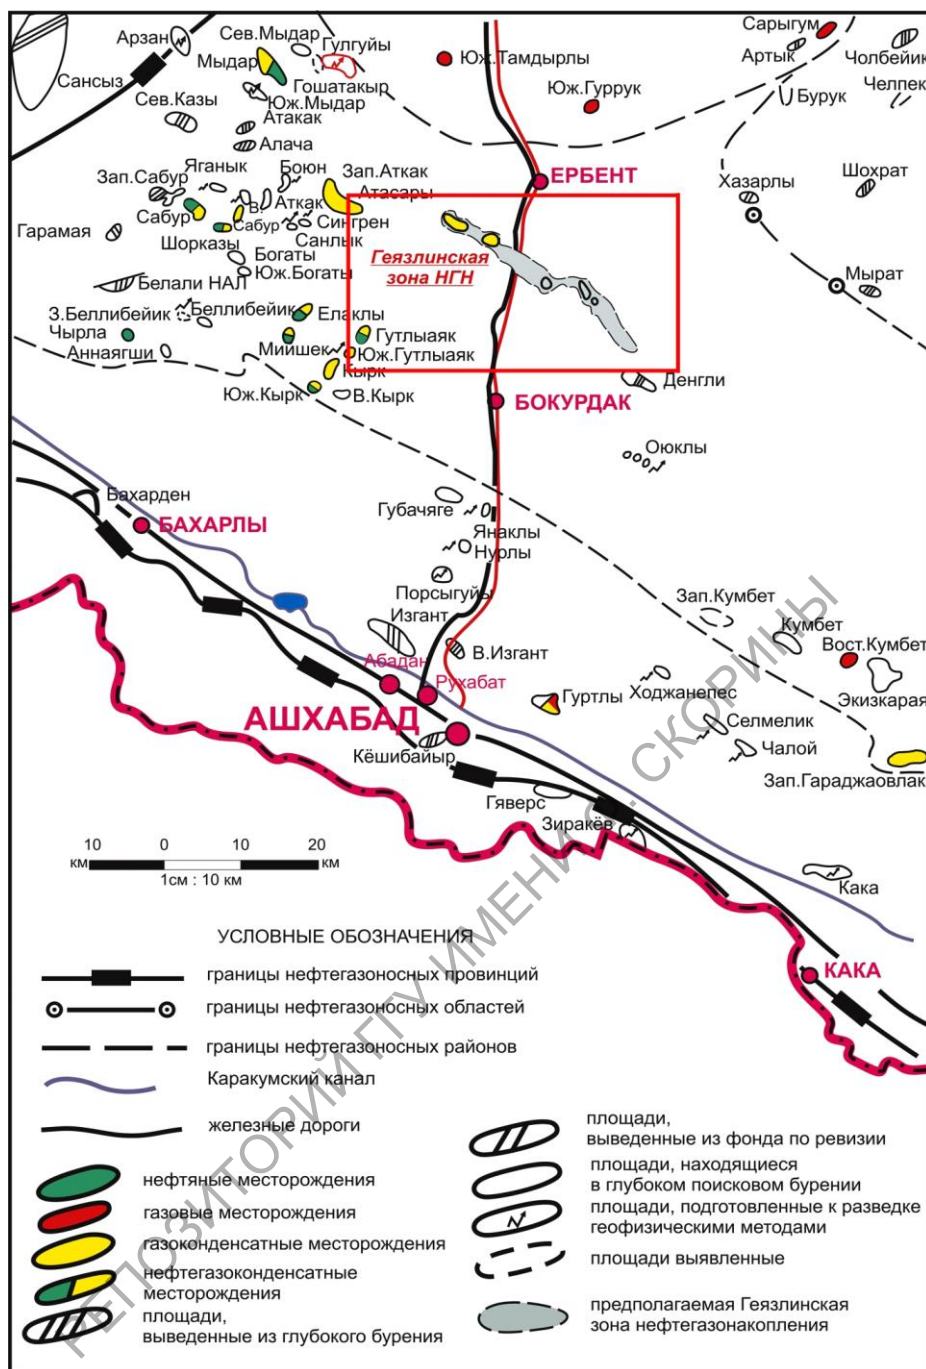 Арзан
Сев.Мыдар
Гулгуйы
Сарыгум
Мыдар
Юж.Тамдырлы
Артык
Чолбейик
Сансыз
Гошатакыр
Юж.Мыдар
Юж.Гуррук
Челпек
Бурук
Сев.Казы
Атакак
Алача
Яганык
Боюн
Зап.Аткак
ЕРБЕНТ
Шохрат
Зап.Сабур
Атасары
Хазарлы
Аткак
В.
Сабур
Сабур
Сингрен
Гарамая
Шорказы
Санлык
Геязлинская
зона НГН
Богаты
Юж.Богаты
Мырат
Белали НАЛ
З.Беллибейик
Беллибейик
Елаклы
Чырла
Гутлыаяк
Аннаягши
Мийшек
Юж.Гутлыаяк
Кырк
Денгли
Юж.Кырк
В.Кырк
БОКУРДАК
Оюклы
Бахарден
Губачяге
БАХАРЛЫ
Янаклы
Нурлы
Порсыгуйы
Зап.Кумбет
Изгант
Кумбет
В.Изгант
Вост.Кумбет
Абадан
Рухабат
Гуртлы
Ходжанепес
Экизкарая
АШХАБАД
Селмелик
Кёшибайыр
Чалой
Зап.Гараджаовлак
Гяверс
Зиракёв
10 0 10 20
км км
1см : 10 км
Кака
КАКА
УСЛОВНЫЕ ОБОЗНАЧЕНИЯ
границы нефтегазоносных провинций
границы нефтегазоносных областей
границы нефтегазоносных районов
Каракумский канал
железные дороги
нефтяные месторождения
газовые месторождения
газоконденсатные месторождения
нефтегазоконденсатные
месторождения
площади,
выведенные из глубокого бурения
площади,
выведенные из фонда по ревизии
площади, находящиеся
в глубоком поисковом бурении
площади, подготовленные к разведке
геофизическими методами
площади выявленные
предполагаемая Геязлинская
зона нефтегазонакопления
РЕПОЗИТОРИЙ ГГУ ИМЕНИ Ф. СКОРИНЫ